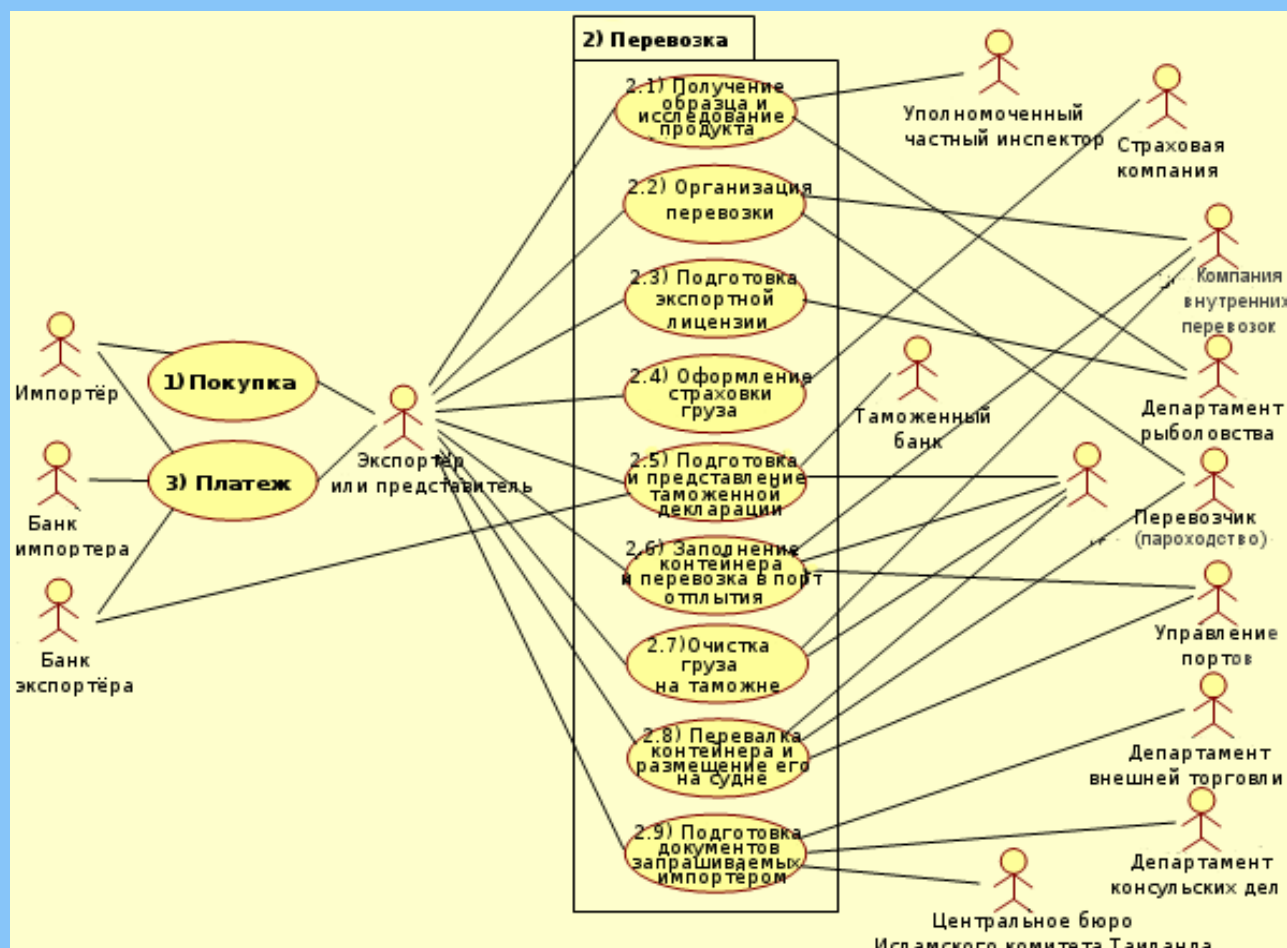 2) Перевозка
2.1) Получение
образца и
исследование
продукта
2.2) Организация
перевозки
2.3) Подготовка
экспортной
лицензии
2.4) Оформление
страховки
груза
2.5) Подготовка
и представление
таможенной
декларации
2.6) Заполнение
контейнера
и перевозка в порт
отплытия
2.7)Очистка
груза
на таможне
2.8) Перевалка
контейнера и
размещение его
на судне
2.9) Подготовка
документов
запрашиваемых
импортёром
1) Покупка
3) Платеж
Импортёр
Банк
импортера
Банк
экспортёра
Экспортёр
или представитель
Уполномоченный
частный инспектор
Страховая
компания
Компания
внутренних
перевозок
Таможенный
банк
Департамент
рыболовства
Перевозчик
(пароходство)
Управление
портов
Департамент
внешней торговли
Департамент
консульских дел
Центральное бюро
Исламского комитета Таиланда